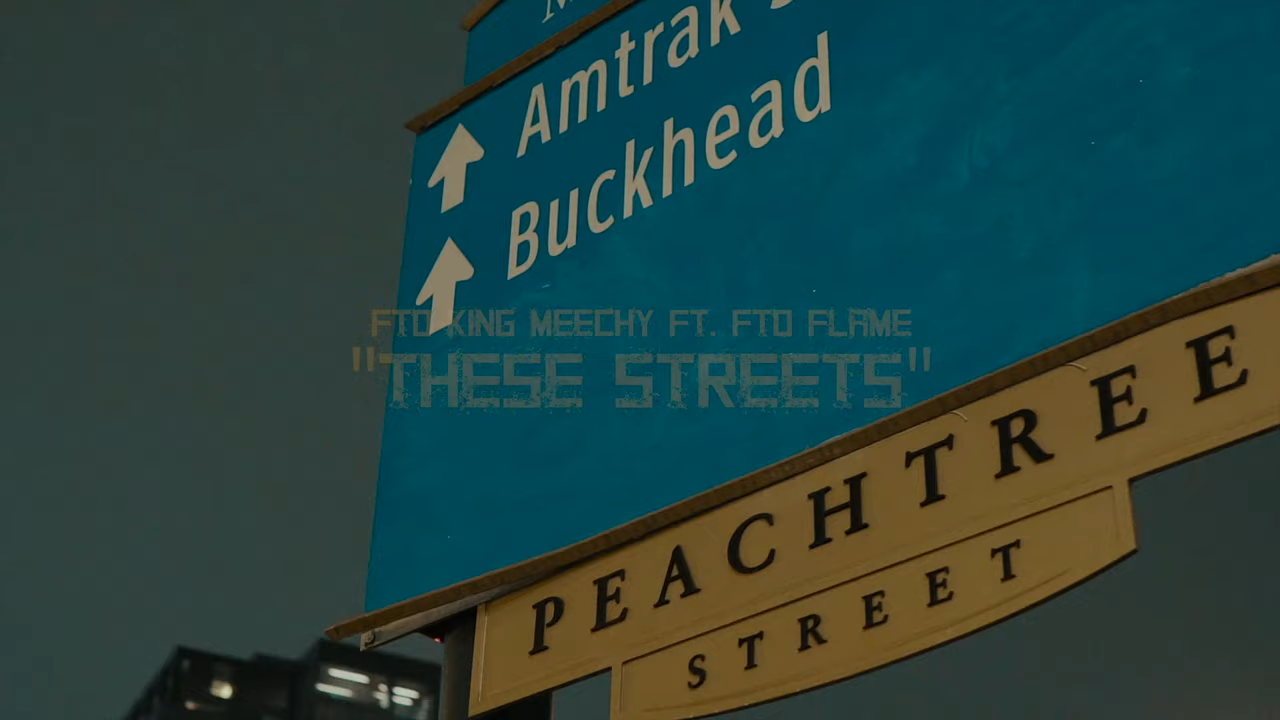 Amtrak
Buckhead
FTO KING MEECHY FT. FTO FLAME
"THESE STREETS"
PEACHTREE
STREET